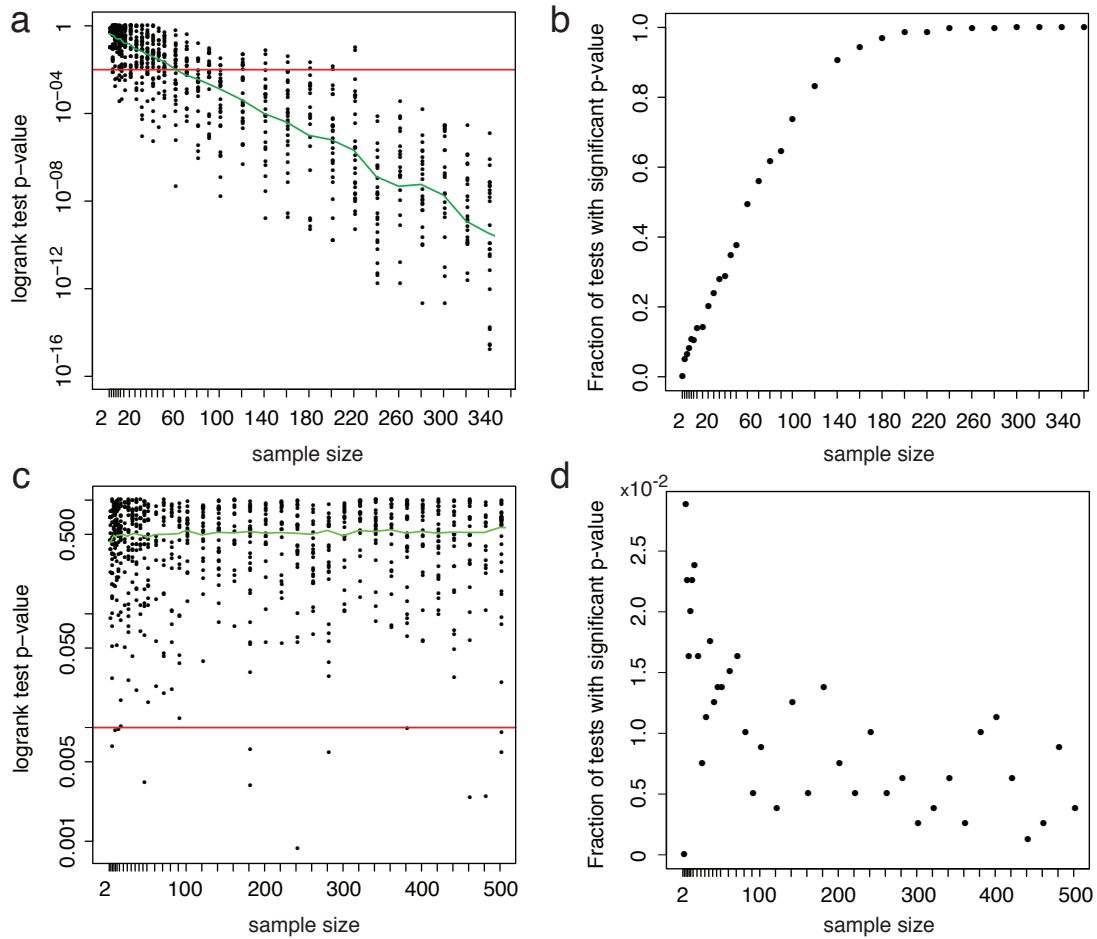 a
1
10−04
10−08
10−12
10−16
logrank test p−value
2 20 60 100 140 180 220 260 300 340
sample size
b
1.0
0.8
0.6
0.4
0.2
0.0
Fraction of tests with significant p-value
2 20 60 100 140 180 220 260 300 340
sample size
c
0.500
0.050
0.005
0.001
logrank test p−value
2 100 200 300 400 500
sample size
d
x10-2
2.5
2.0
1.5
1.0
0.5
0
Fraction of tests with significant p-value
2 100 200 300 400 500
sample size